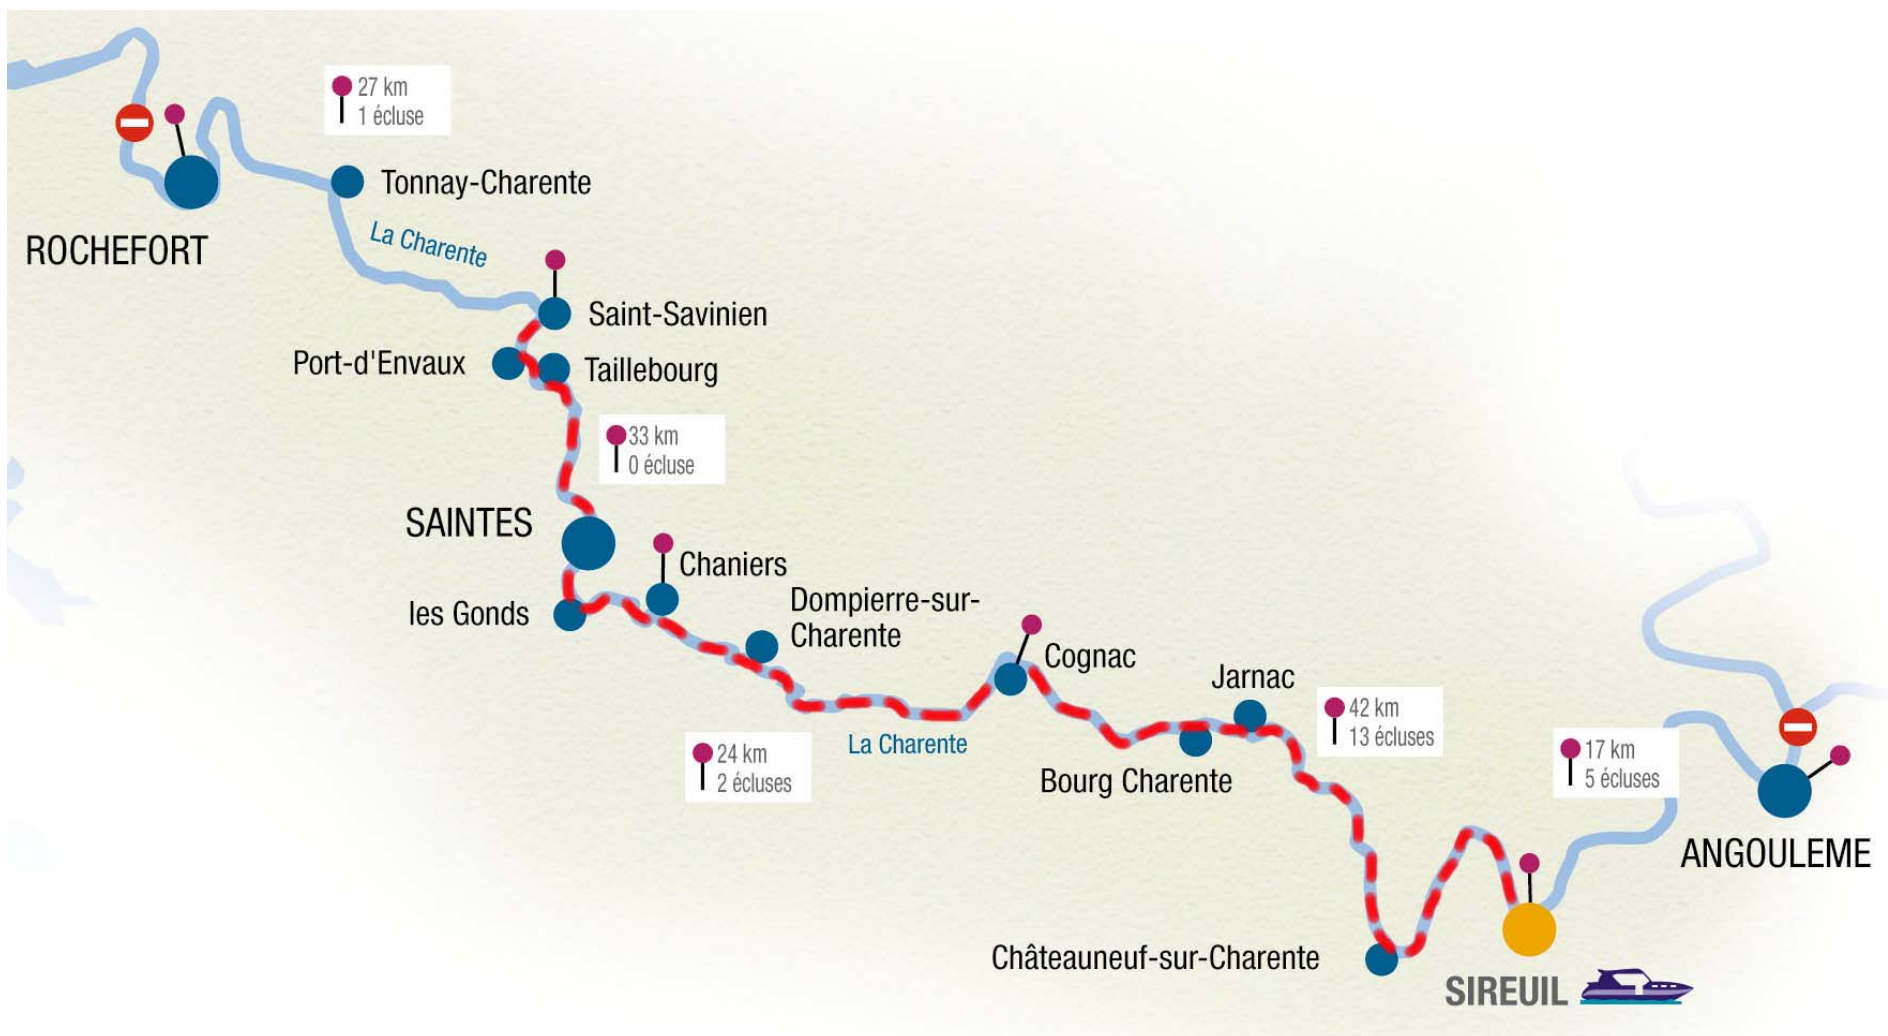 27 km
1 écluse
Tonnay-Charente
ROCHEFORT
La Charente
Saint-Savinien
Port-d'Envaux
Taillebourg
33 km
0 écluse
SAINTES
Chaniers
les Gonds
Dompierre-sur-
Charente
Cognac
Jarnac
42 km
13 écluses
La Charente
24 km
2 écluses
Bourg Charente
17 km
5 écluses
ANGOULEME
Châteauneuf-sur-Charente
SIREUIL